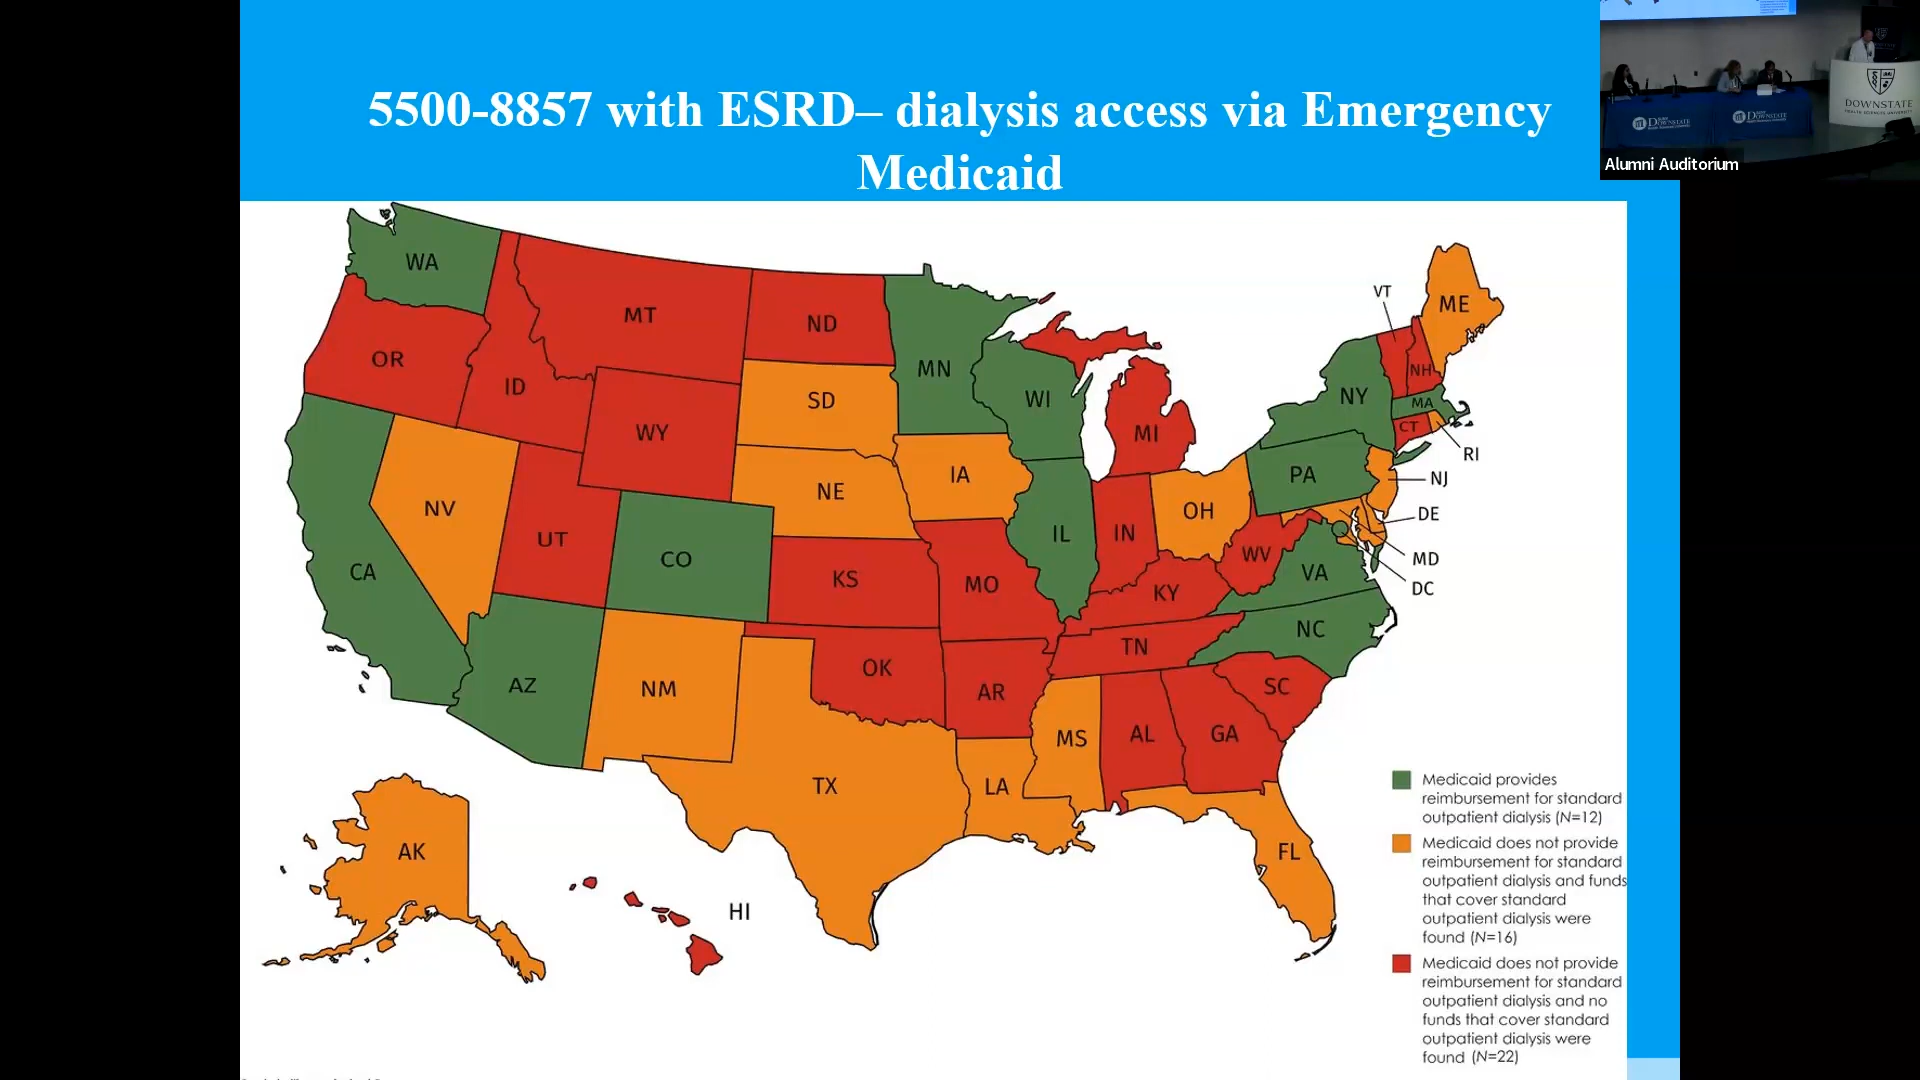 5500-8857 with ESRD– dialysis access via Emergency
Medicaid
DOWNSTATE
HEALTH SCIENCES UNIVERSITY
DOWNSTATE
DOWNSTATE
Alumni Auditorium
WA
MT
ND
MN
VT
ME
OR
ID
WY
SD
WI
MI
NY
NH
MA
CT
RI
NV
UT
CO
NE
IA
IL
IN
OH
PA
NJ
DE
MD
DC
CA
KS
MO
KY
WV
VA
NC
TN
AZ
NM
OK
AR
SC
MS
AL
GA
TX
LA
FL
AK
HI
Medicaid provides
reimbursement for standard
outpatient dialysis (N=12)
Medicaid does not provide
reimbursement for standard
outpatient dialysis and funds
that cover standard
outpatient dialysis were
found (N=16)
Medicaid does not provide
reimbursement for standard
outpatient dialysis and no
funds that cover standard
outpatient dialysis were
found (N=22)